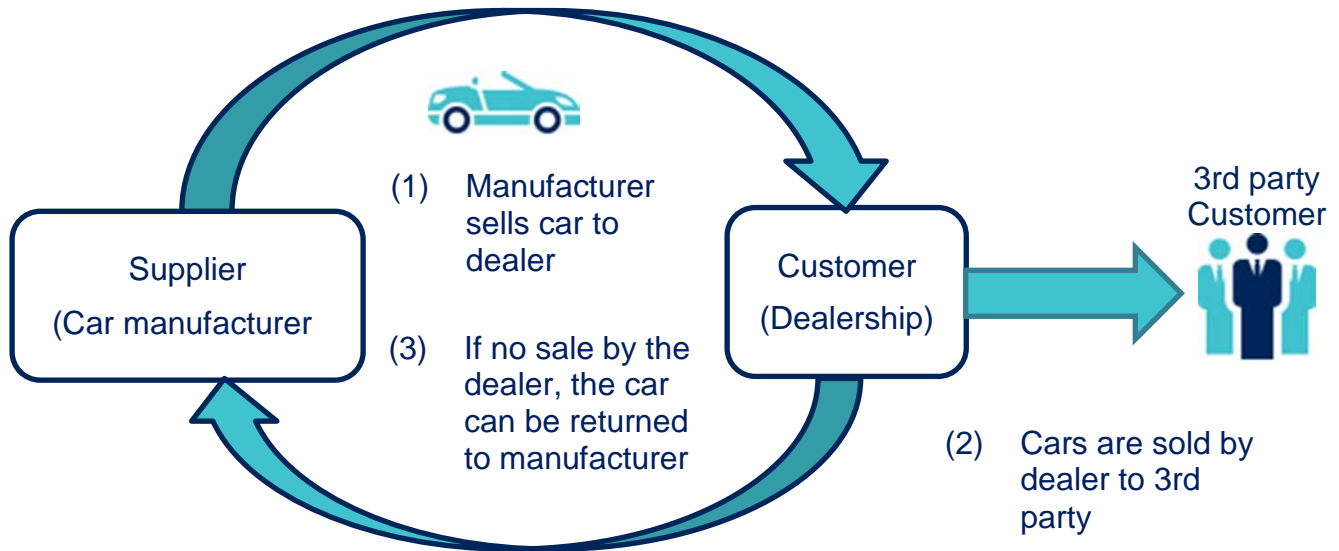 (1) Manufacturer
sells car to
dealer
Supplier
(Car manufacturer
Customer
(Dealership)
3rd party
Customer
(3) If no sale by the
dealer, the car
can be returned
to manufacturer
(2) Cars are sold by
dealer to 3rd
party